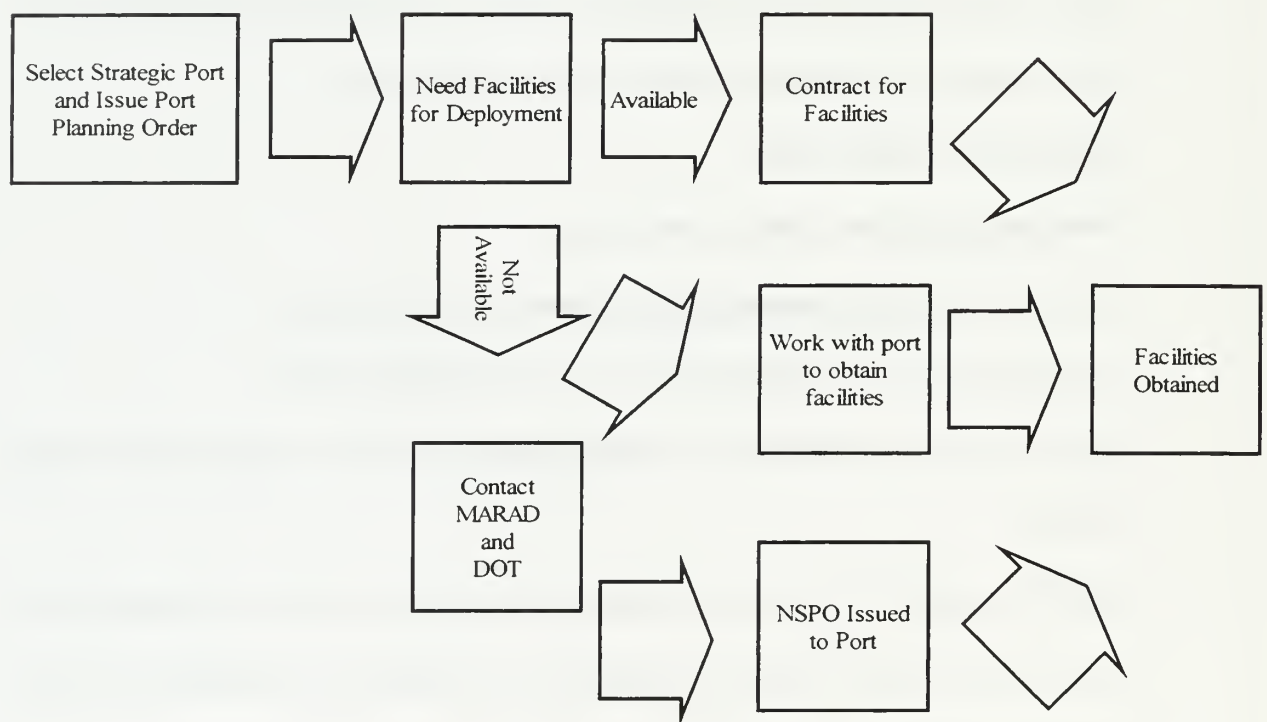 Select Strategic Port
and Issue Port
Planning Order
Need Facilities
for Deployment
Available
Contract for
Facilities
Not
Available
Work with port
to obtain
facilities
Facilities
Obtained
Contact
MARAD
and
DOT
NSPO Issued
to Port